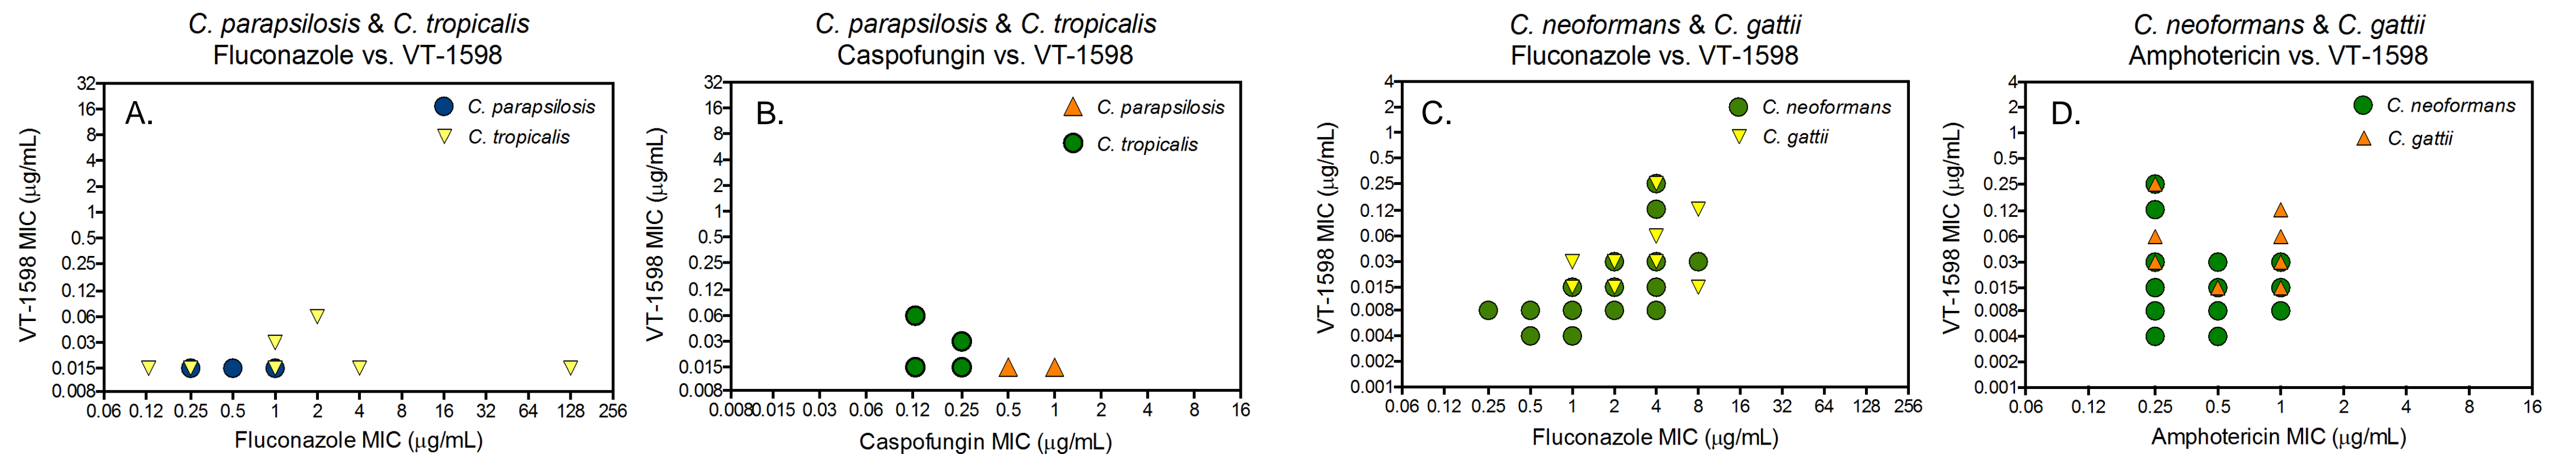 C. parapsilosis & C. tropicalis
Fluconazole vs. VT-1598
A.
C. parapsilosis
C. tropicalis
VT-1598 MIC (µg/mL)
32
16
8
4
2
1
0.5
0.25
0.12
0.06
0.03
0.015
0.008
0.06 0.12 0.25 0.5 1 2 4 8 16 32 64 128 256
Fluconazole MIC (µg/mL)
C. parapsilosis & C. tropicalis
Caspofungin vs. VT-1598
B.
C. parapsilosis
C. tropicalis
VT-1598 MIC (µg/mL)
32
16
8
4
2
1
0.5
0.25
0.12
0.06
0.03
0.015
0.008
0.008 0.015 0.03 0.06 0.12 0.25 0.5 1 2 4 8 16
Caspofungin MIC (µg/mL)
C. neoformans & C. gattii
Fluconazole vs. VT-1598
C.
C. neoformans
C. gattii
VT-1598 MIC (µg/mL)
4
2
1
0.5
0.25
0.12
0.06
0.03
0.015
0.008
0.004
0.002
0.001
0.06 0.12 0.25 0.5 1 2 4 8 16 32 64 128 256
Fluconazole MIC (µg/mL)
C. neoformans & C. gattii
Amphotericin vs. VT-1598
D.
C. neoformans
C. gattii
VT-1598 MIC (µg/mL)
4
2
1
0.5
0.25
0.12
0.06
0.03
0.015
0.008
0.004
0.002
0.001
0.06 0.12 0.25 0.5 1 2 4 8 16
Amphotericin MIC (µg/mL)